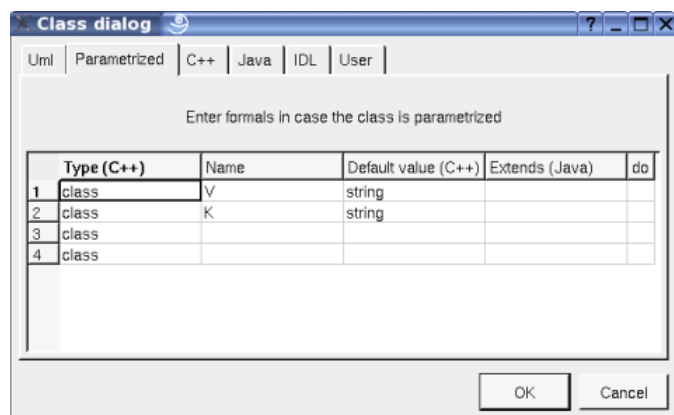 Class dialog
? _ X
Uml Parametrized C++ Java IDL User
Enter formals in case the class is parametrized
Type (C++) Name Default value (C++) Extends (Java) do
1 class V string
2 class K string
3 class
4 class
OK Cancel